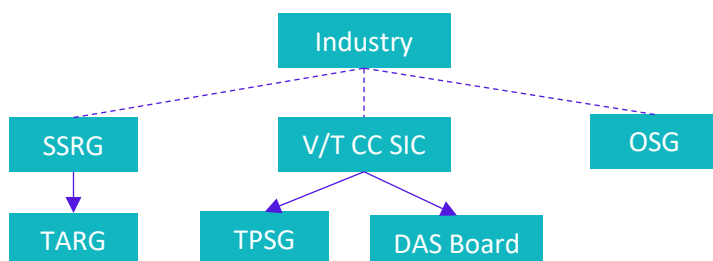 Industry
SSRG
V/T CC SIC
OSG
TARG
TPSG
DAS Board